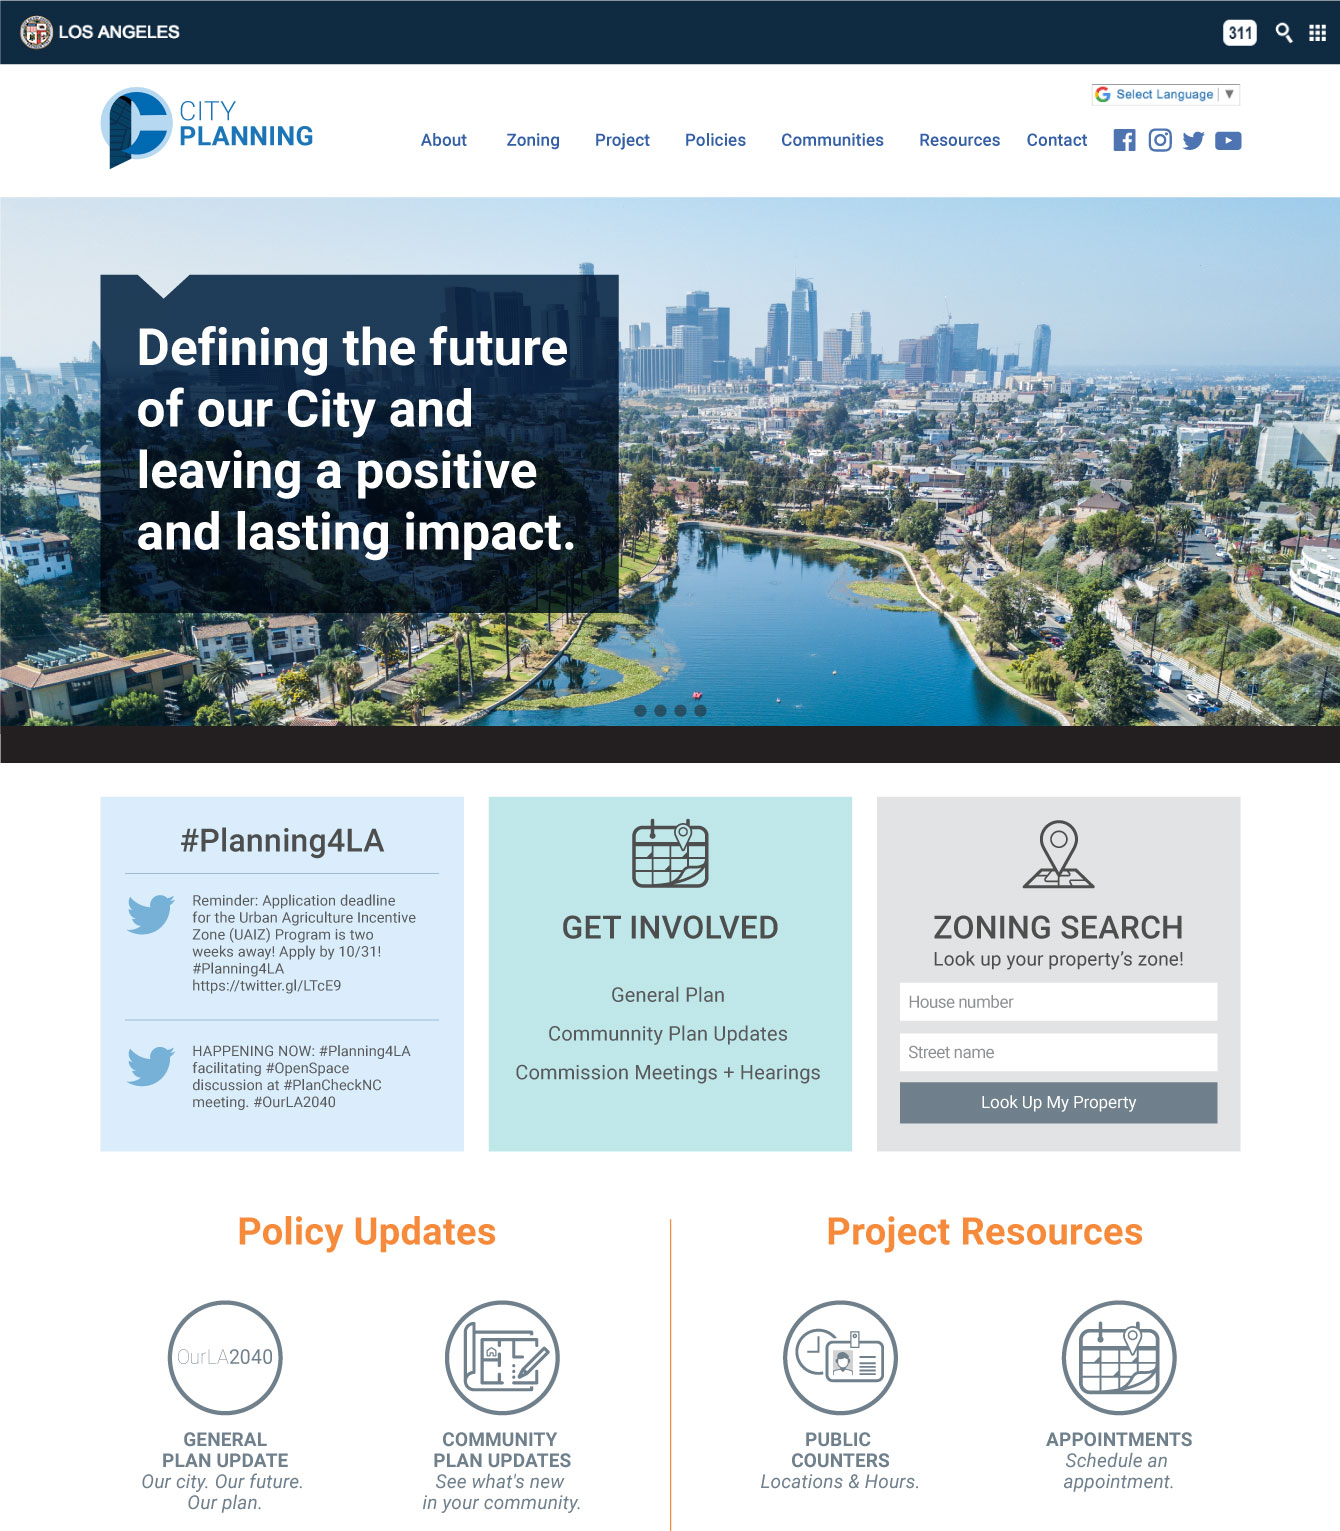 LOS ANGELES
311
Select Language ▼
CITY
PLANNING
About Zoning Project Policies Communities Resources Contact
Defining the future
of our City and
leaving a positive
and lasting impact.
#Planning4LA
Reminder: Application deadline
for the Urban Agriculture Incentive
Zone (UAIZ) Program is two
weeks away! Apply by 10/31!
#Planning4LA
https://twitter.gl/LTcE9
HAPPENING NOW: #Planning4LA
facilitating #OpenSpace
discussion at #PlanCheckNC
meeting. #OurLA2040
GET INVOLVED
General Plan
Communnity Plan Updates
Commission Meetings + Hearings
ZONING SEARCH
Look up your property's zone!
House number
Street name
Look Up My Property
Policy Updates
OurLA2040
GENERAL
PLAN UPDATE
Our city. Our future.
Our plan.
COMMUNITY
PLAN UPDATES
See what's new
in your community.
Project Resources
PUBLIC
COUNTERS
Locations & Hours.
APPOINTMENTS
Schedule an
appointment.